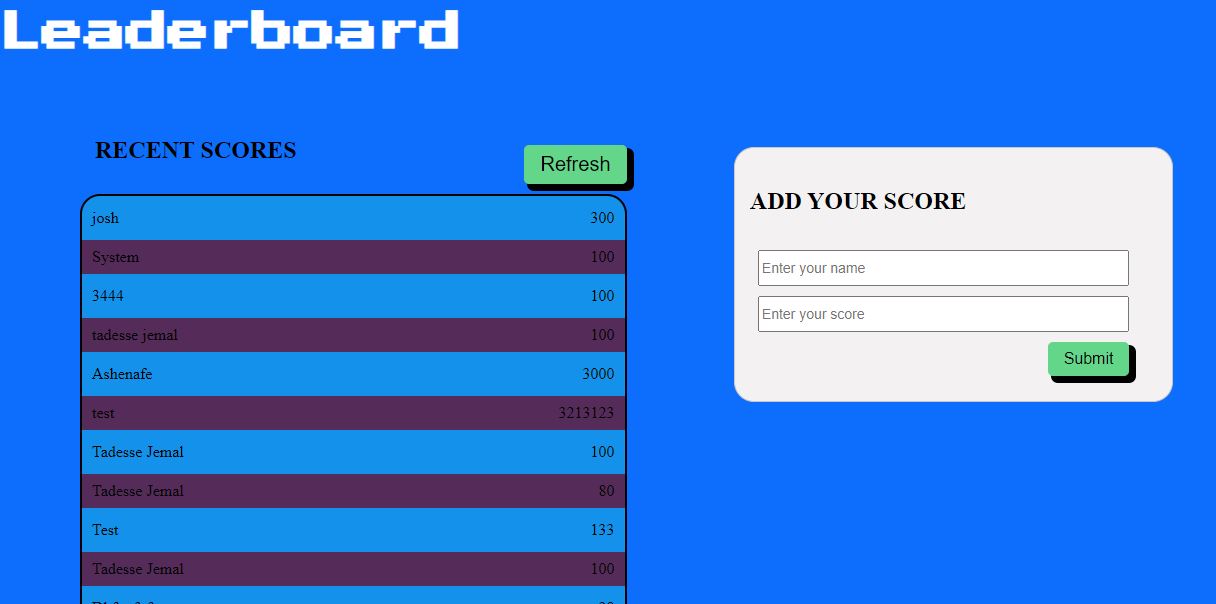 Leaderboard
RECENT SCORES
Refresh
josh 300
System 100
3444 100
tadesse jemal 100
Ashenafe 3000
test 3213123
Tadesse Jemal 100
Tadesse Jemal 80
Test 133
Tadesse Jemal 100
ADD YOUR SCORE
Enter your name
Enter your score
Submit